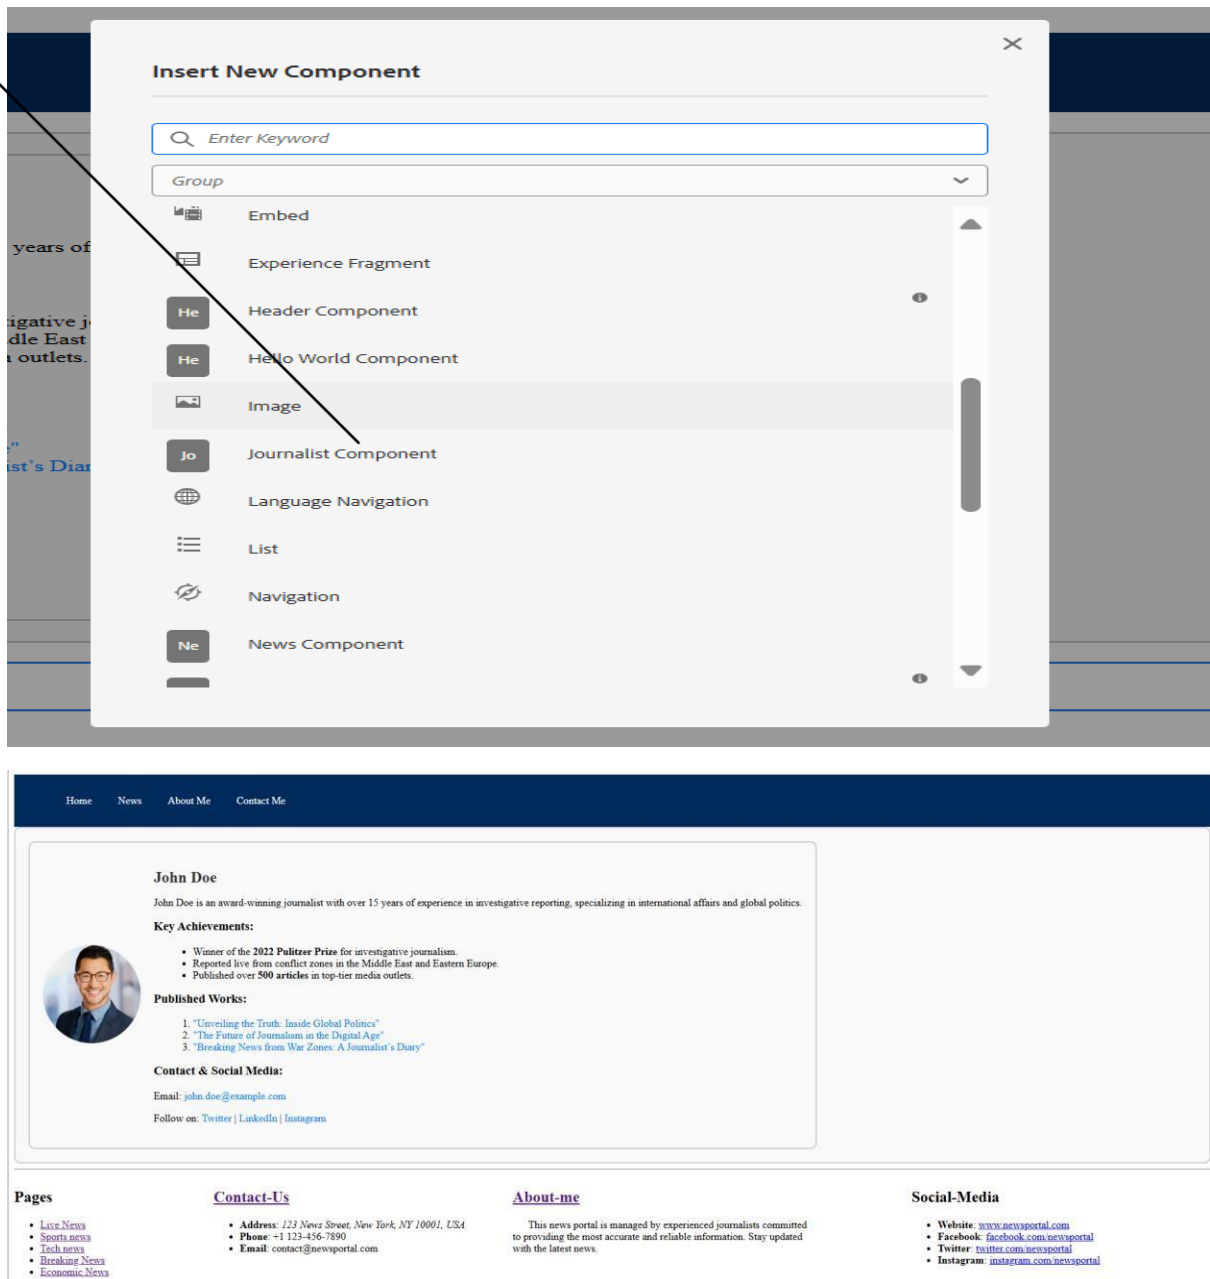 Insert New Component
Enter Keyword
Group
Embed
years of
Experience Fragment
Header Component
He
tigative j
dle East
outlets.
Hello World Component
He
Image
Journalist Component
Jo
ist's Diar
Language Navigation
List
Navigation
News Component
Ne
Home News About Me Contact Me
John Doe
John Doe is an award-winning journalist with over 15 years of experience in investigative reporting, specializing in international affairs and global politics.
Key Achievements:
• Winner of the 2022 Pulitzer Prize for investigative journalism.
• Reported live from conflict zones in the Middle East and Eastern Europe.
• Published over 500 articles in top-tier media outlets.
Published Works:
1. "Unveiling the Truth: Inside Global Politics"
2. "The Future of Journalism in the Digital Age"
3. "Breaking News from War Zones: A Journalist's Diary"
Contact & Social Media:
Email: john.doe@example.com
Follow on: Twitter | LinkedIn | Instagram
Pages
• Live News
• Sports news
• Tech news
• Breaking News
• Economic News
Contact-Us
• Address: 123 News Street, New York, NY 10001, USA
• Phone: +1 123-456-7890
• Email: contact@newsportal.com
About-me
This news portal is managed by experienced journalists committed
to providing the most accurate and reliable information. Stay updated
with the latest news.
Social-Media
• Website: www.newsportal.com
• Facebook: facebook.com/newsportal
• Twitter: twitter.com/newsportal
• Instagram: instagram.com/newsportal